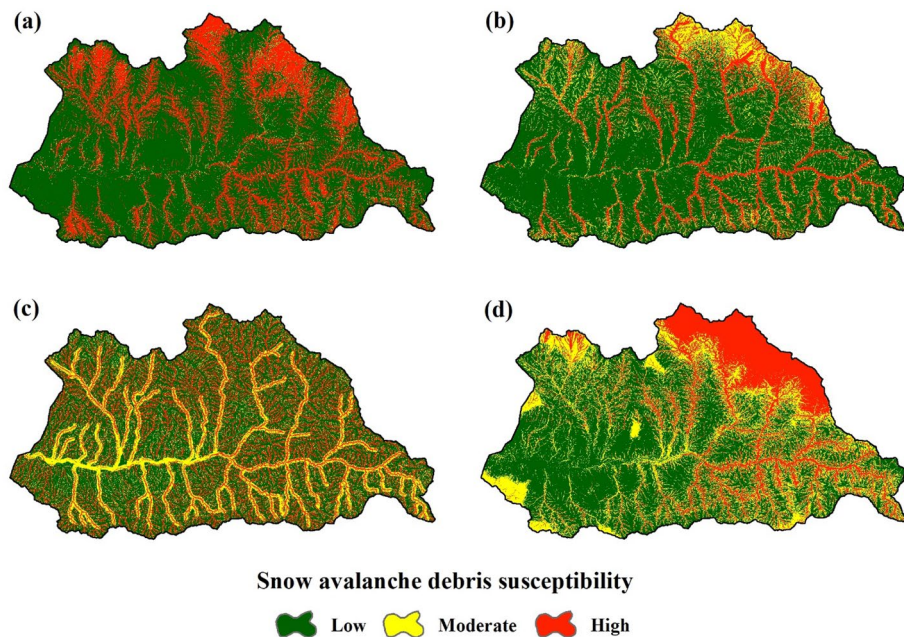 (a)
(b)
(c)
(d)
Snow avalanche debris susceptibility
Low Moderate High